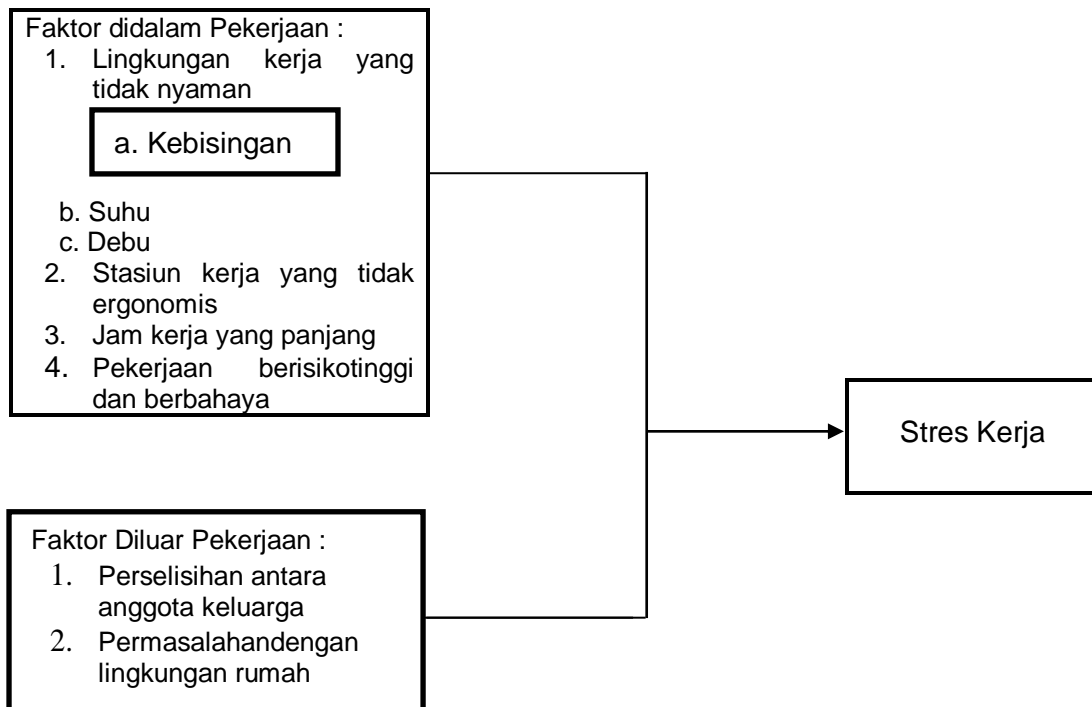 Faktor didalam Pekerjaan :
1. Lingkungan kerja yang
tidak nyaman
a. Kebisingan
b. Suhu
c. Debu
2. Stasiun kerja yang tidak
ergonomis
3. Jam kerja yang panjang
4. Pekerjaan berisikotinggi
dan berbahaya
Stres Kerja
Faktor Diluar Pekerjaan :
1. Perselisihan antara
anggota keluarga
2. Permasalahandengan
lingkungan rumah